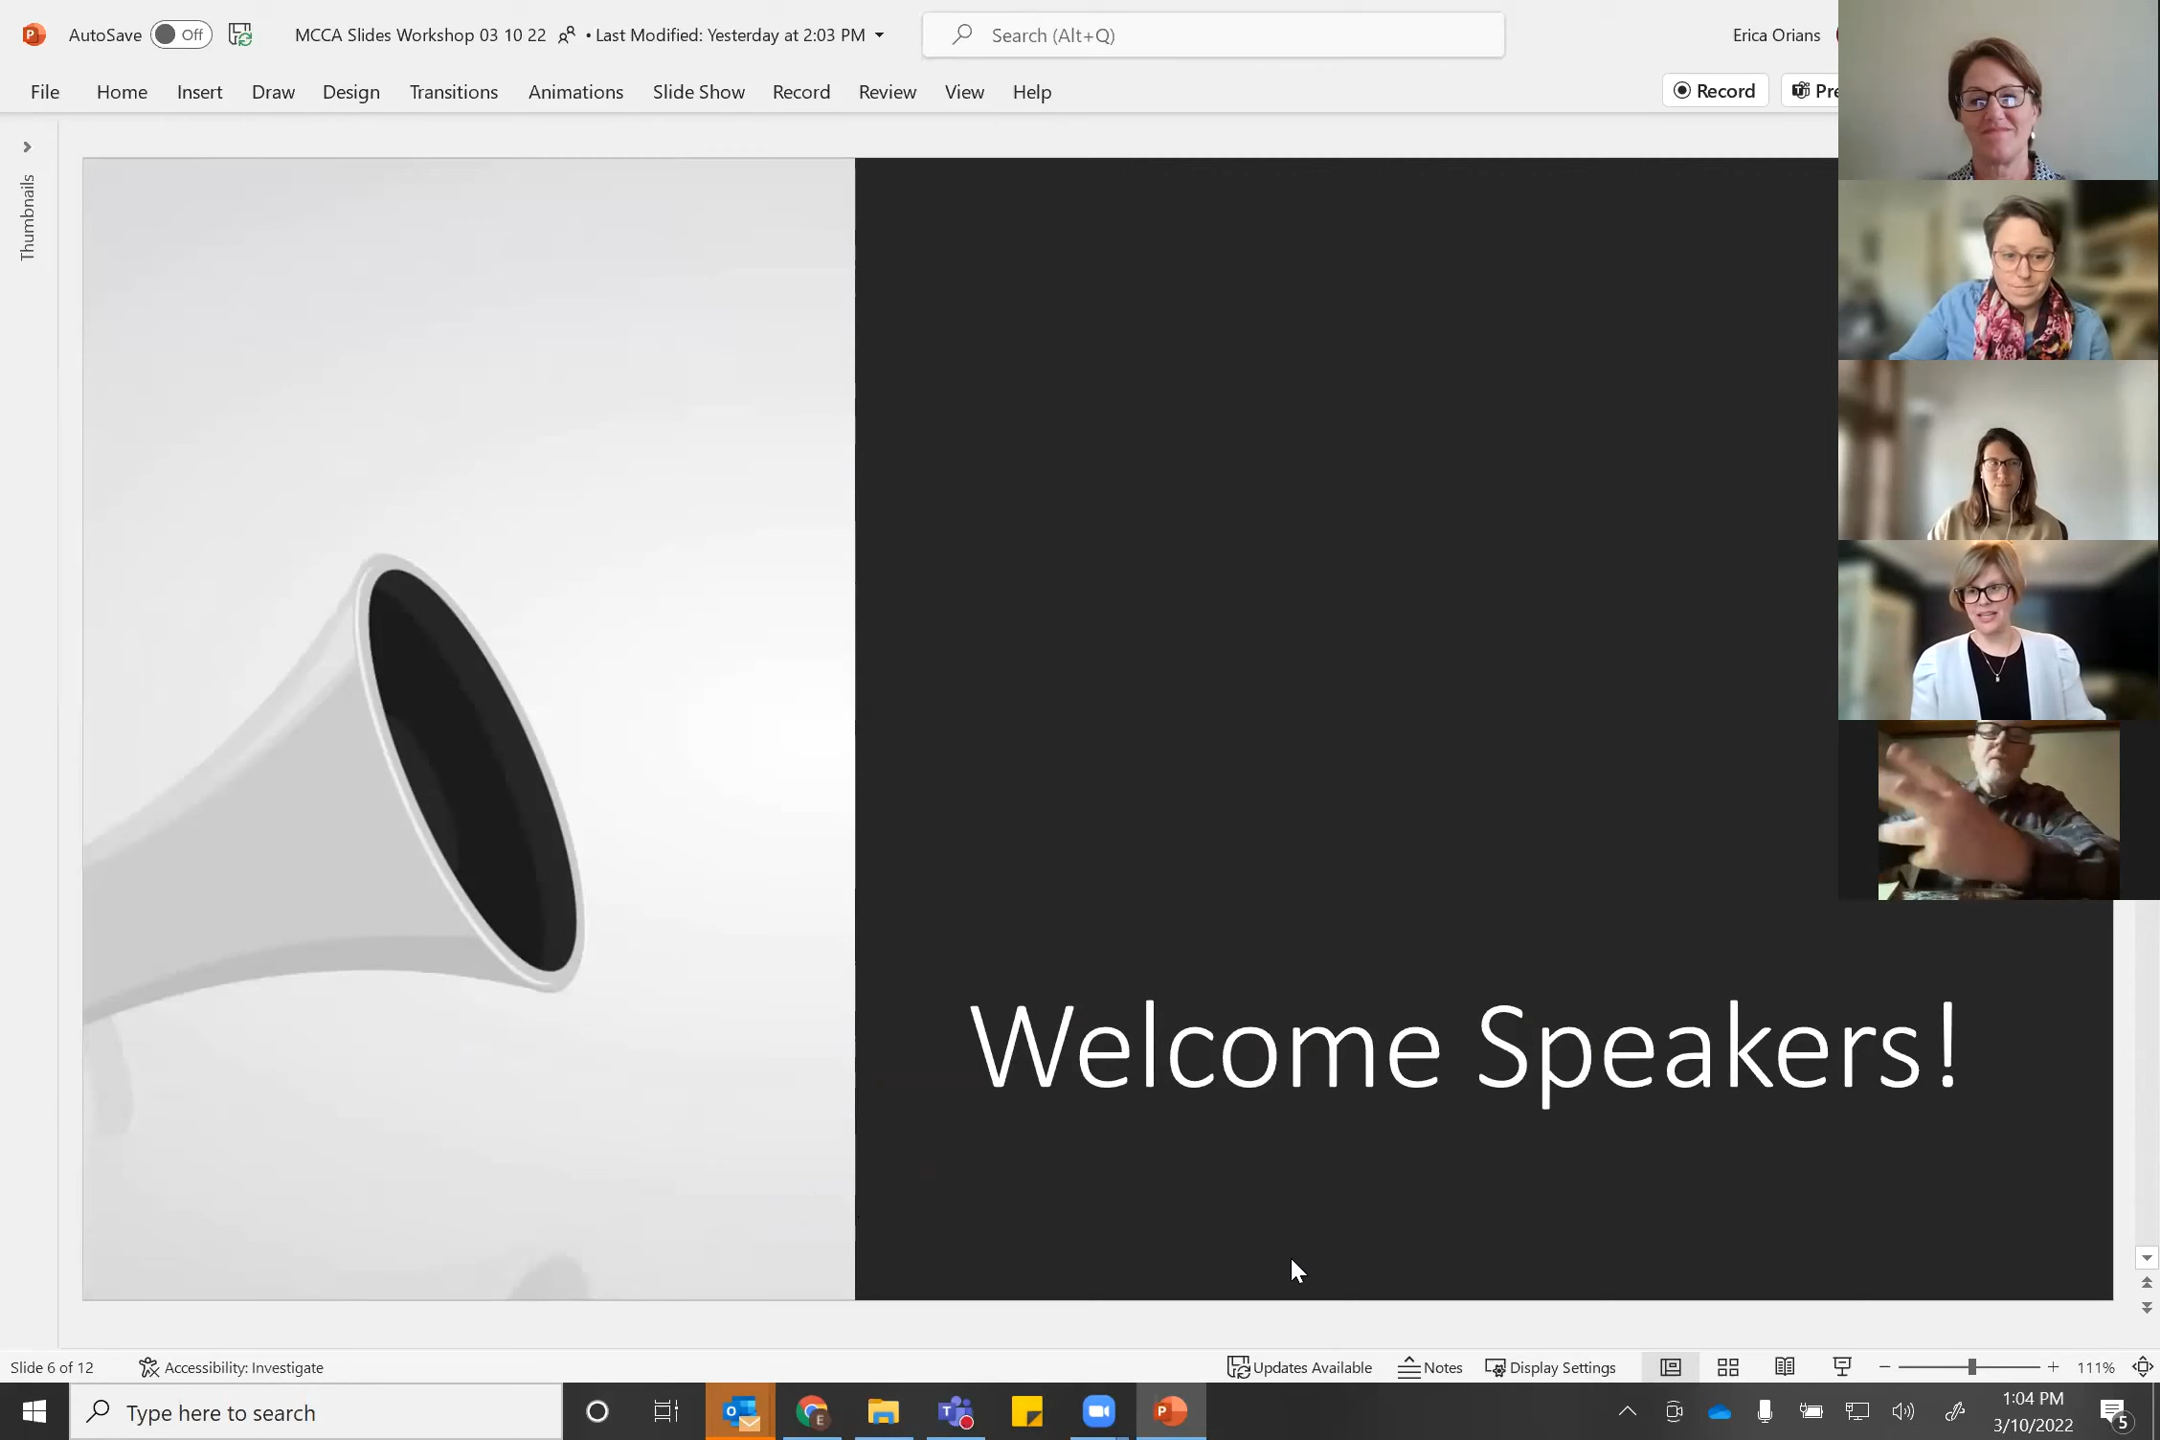 AutoSave Off MCCA Slides Workshop 03 10 22 • Last Modified: Yesterday at 2:03 PM Search (Alt+Q) Erica Orians
File Home Insert Draw Design Transitions Animations Slide Show Record Review View Help Record Pre
Thumbnails
Welcome Speakers!
Slide 6 of 12 Accessibility: Investigate Updates Available Notes Display Settings 111%
Type here to search
1:04 PM
3/10/2022
5